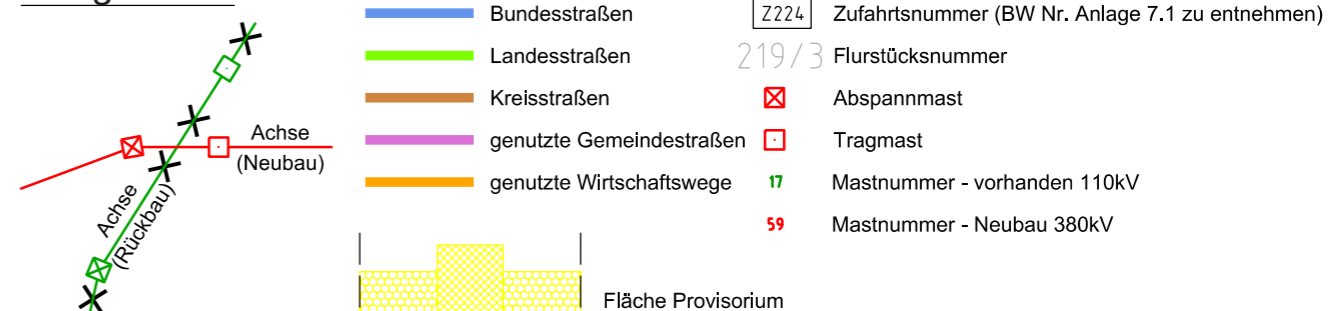 Bundesstraßen
Landesstraßen
Kreisstraßen
genutzte Gemeindestraßen
genutzte Wirtschaftswege
Z224 Zufahrtsnummer (BW Nr. Anlage 7.1 zu entnehmen)
219/3 Flurstücksnummer
Abspannmast
Tragmast
17 Mastnummer - vorhanden 110kV
59 Mastnummer - Neubau 380kV
Achse
(Neubau)
Achse
(Rückbau)
Fläche Provisorium